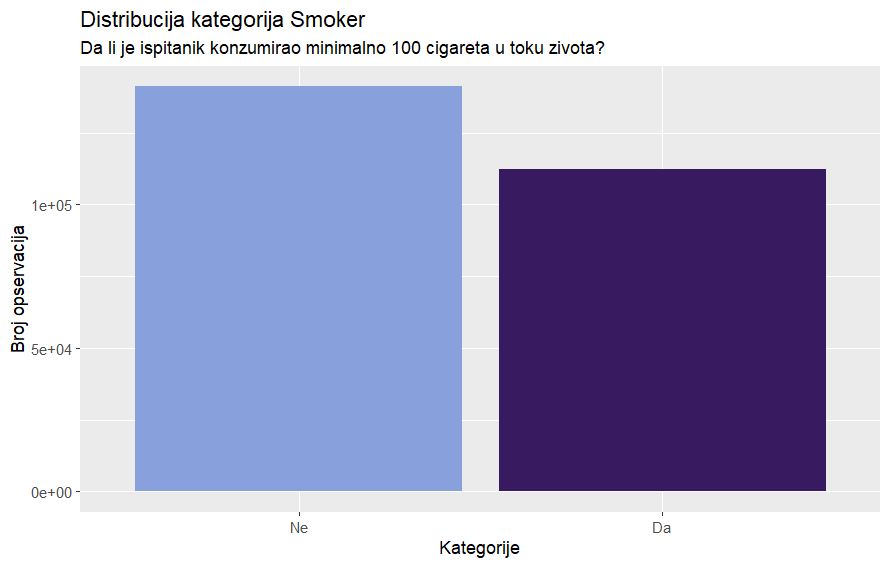 Distribucija kategorija Smoker
Da li je ispitanik konzumirao minimalno 100 cigareta u toku zivota?
Broj opservacija
1e+05
5e+04
0e+00
Ne
Da
Kategorije